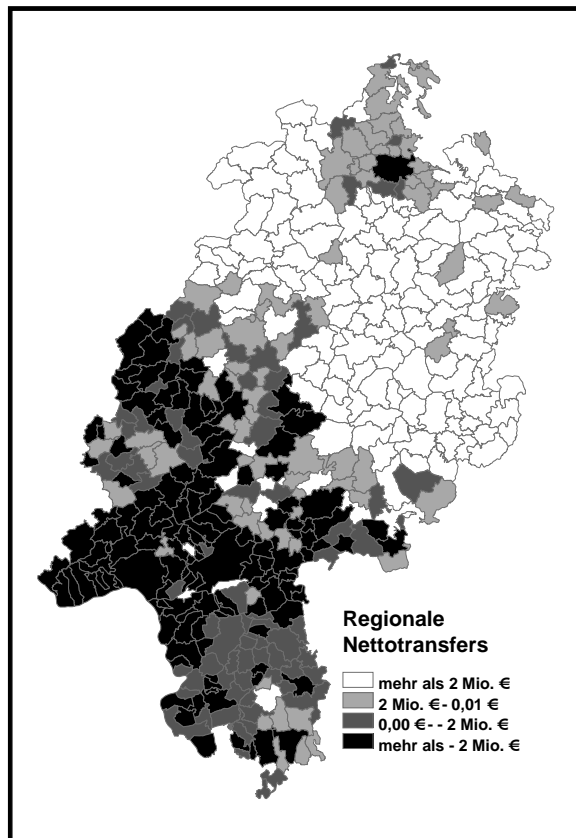 Regionale
Nettotransfers
mehr als 2 Mio. €
2 Mio. €- 0,01 €
0,00 €- - 2 Mio. €
mehr als - 2 Mio. €